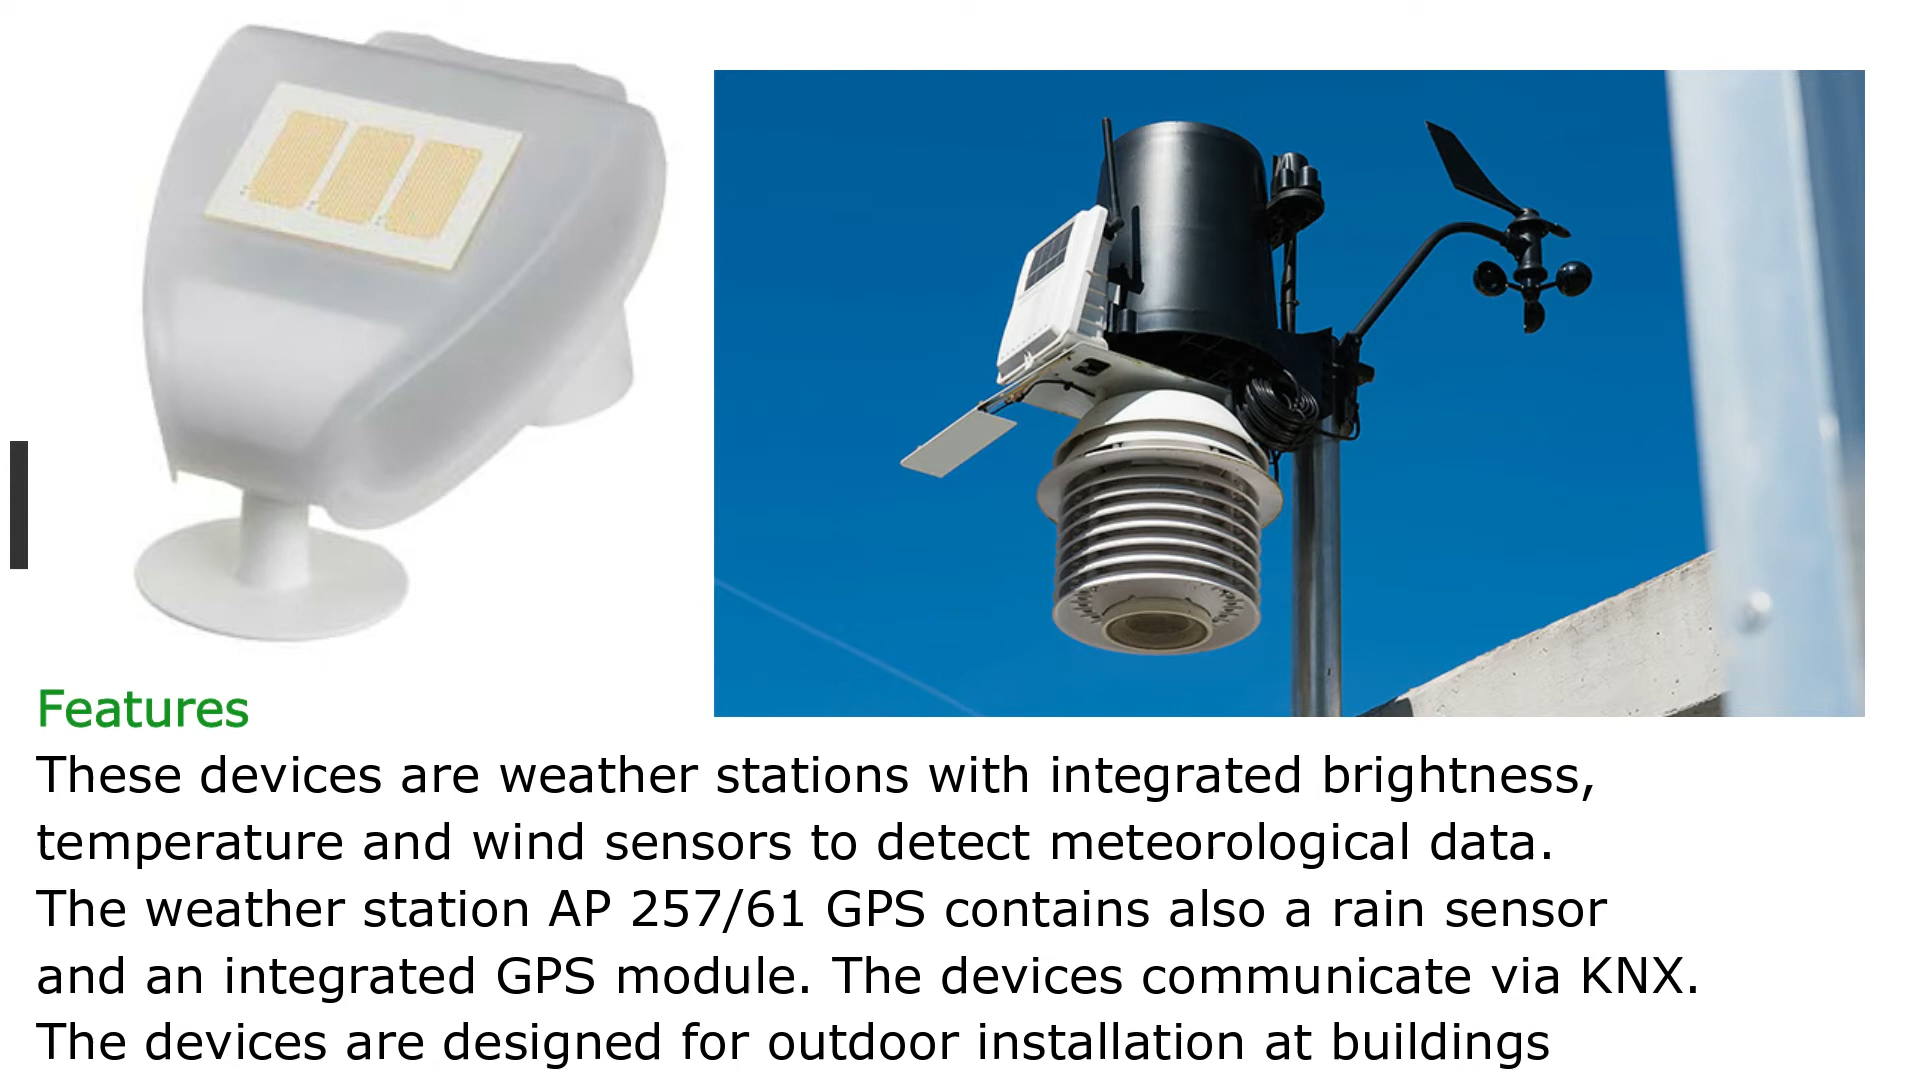 Features
These devices are weather stations with integrated brightness,
temperature and wind sensors to detect meteorological data.
The weather station AP 257/61 GPS contains also a rain sensor
and an integrated GPS module. The devices communicate via KNX.
The devices are designed for outdoor installation at buildings